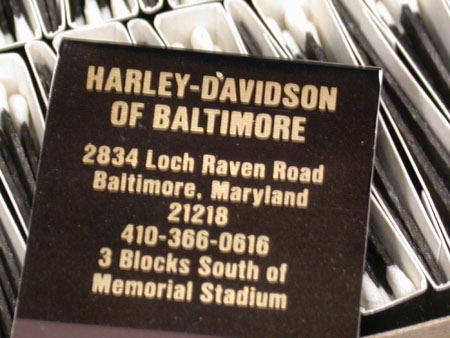 HARLEY-DAVIDSON
OF BALTIMORE
2834 Loch Raven Road
Baltimore, Maryland
21218
410-366-0616
3 Blocks South of
Memorial Stadium